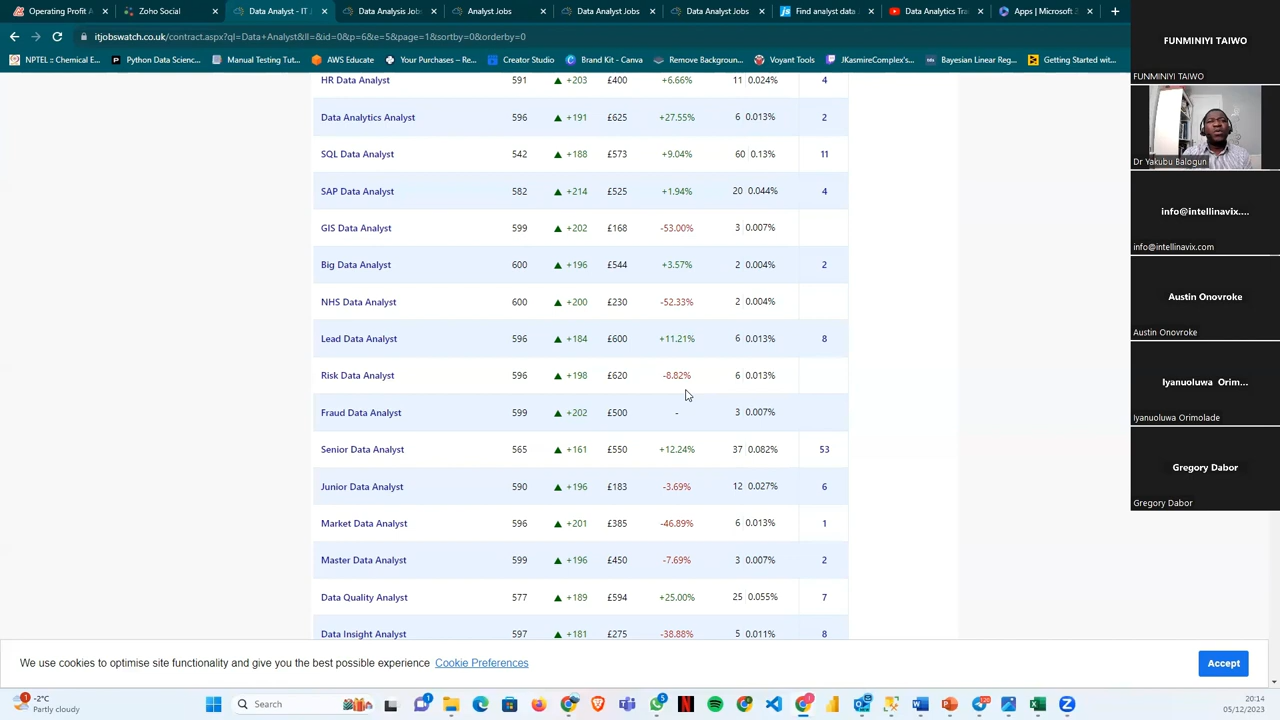 Operating Profit A
Zoho Social
Data Analyst - IT J
Data Analysis Jobs
Analyst Jobs
Data Analyst Jobs
Data Analyst Jobs
Find analyst data
Data Analytics Tra
Apps | Microsoft 2
itjobswatch.co.uk/contract.aspx?ql=Data+Analyst&ll=&id=0&p=6&e=5&page=1&sortby=0&orderby=0
NPTEL :: Chemical E...
Python Data Scienc...
Manual Testing Tut...
AWS Educate
Your Purchases – Re...
Creator Studio
Brand Kit - Canva
Remove Background...
Voyant Tools
JKasmireComplex's...
Bayesian Linear Reg...
Getting Started wit...
HR Data Analyst 591 ▲ +203 £400 +6.66% 11 0.024% 4
Data Analytics Analyst 596 ▲ +191 £625 +27.55% 6 0.013% 2
SQL Data Analyst 542 ▲ +188 £573 +9.04% 60 0.13% 11
SAP Data Analyst 582 ▲ +214 £525 +1.94% 20 0.044% 4
GIS Data Analyst 599 ▲ +202 £168 -53.00% 3 0.007%
Big Data Analyst 600 ▲ +196 £544 +3.57% 2 0.004% 2
NHS Data Analyst 600 ▲ +200 £230 -52.33% 2 0.004%
Lead Data Analyst 596 ▲ +184 £600 +11.21% 6 0.013% 8
Risk Data Analyst 596 ▲ +198 £620 -8.82% 6 0.013%
Fraud Data Analyst 599 ▲ +202 £500 - 3 0.007%
Senior Data Analyst 565 ▲ +161 £550 +12.24% 37 0.082% 53
Junior Data Analyst 590 ▲ +196 £183 -3.69% 12 0.027% 6
Market Data Analyst 596 ▲ +201 £385 -46.89% 6 0.013% 1
Master Data Analyst 599 ▲ +196 £450 -7.69% 3 0.007% 2
Data Quality Analyst 577 ▲ +189 £594 +25.00% 25 0.055% 7
Data Insight Analyst 597 ▲ +181 £275 -38.88% 5 0.011% 8
We use cookies to optimise site functionality and give you the best possible experience Cookie Preferences
Accept
FUNMINIYI TAIWO
FUNMINIYI TAIWO
Dr Yakubu Balogun
info@intellinavix....
info@intellinavix.com
Austin Onovroke
Austin Onovroke
Iyanuoluwa Orim...
Iyanuoluwa Orimolade
Gregory Dabor
Gregory Dabor
-2°C
Partly cloudy
Search
20:14
05/12/2023